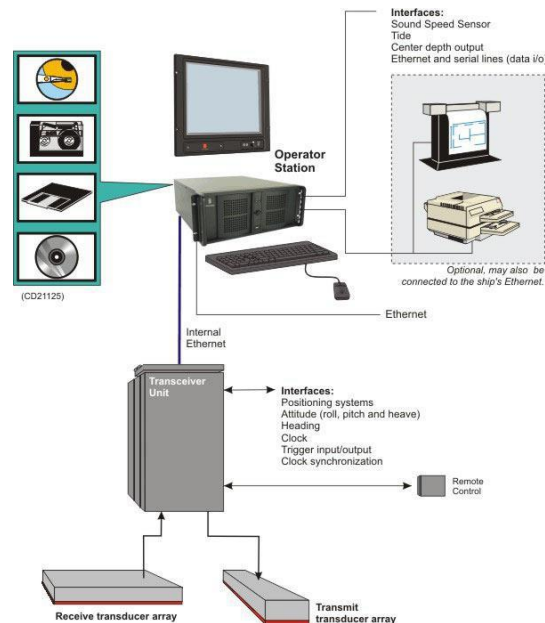 Interfaces:
Sound Speed Sensor
Tide
Center depth output
Ethernet and serial lines (data i/o)
Operator
Station
Optional, may also be
connected to the ship's Ethernet.
(CD21125)
Ethernet
Internal
Ethernet
Transceiver
Unit
Interfaces:
Positioning systems
Attitude (roll, pitch and heave)
Heading
Clock
Trigger input/output
Clock synchronization
Remote
Control
Receive transducer array
Transmit
transducer array